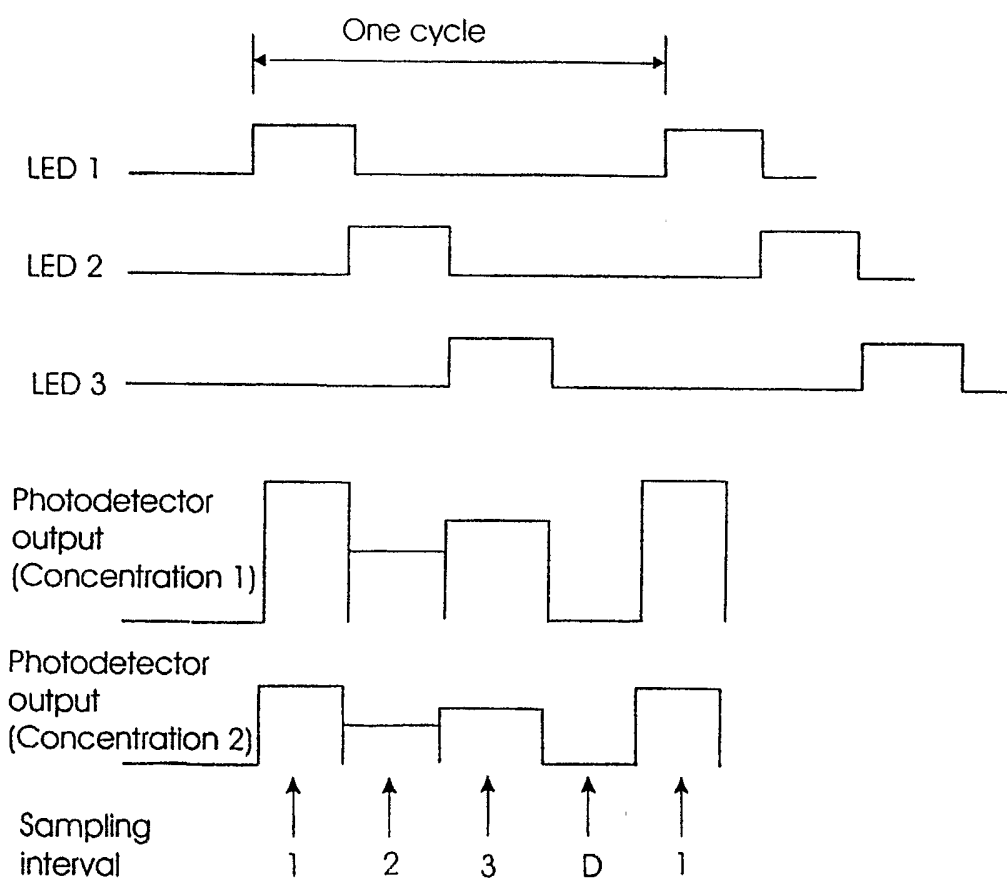 One cycle
LED 1
LED 2
LED 3
Photodetector
output
(Concentration 1)
Photodetector
output
(Concentration 2)
Sampling
interval
1 2 3 D 1